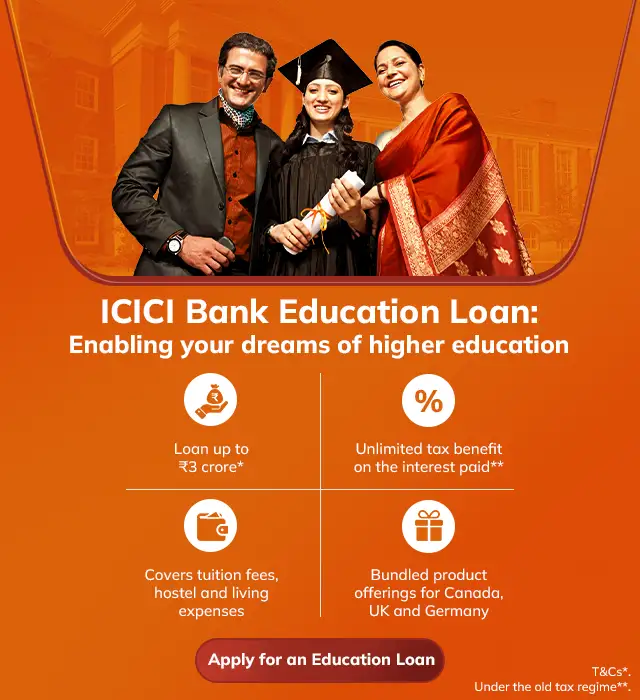 ICICI Bank Education Loan:
Enabling your dreams of higher education
Loan up to
₹3 crore*
%
Unlimited tax benefit
on the interest paid**
Covers tuition fees,
hostel and living
expenses
Bundled product
offerings for Canada,
UK and Germany
Apply for an Education Loan
T&Cs*.
Under the old tax regime**.